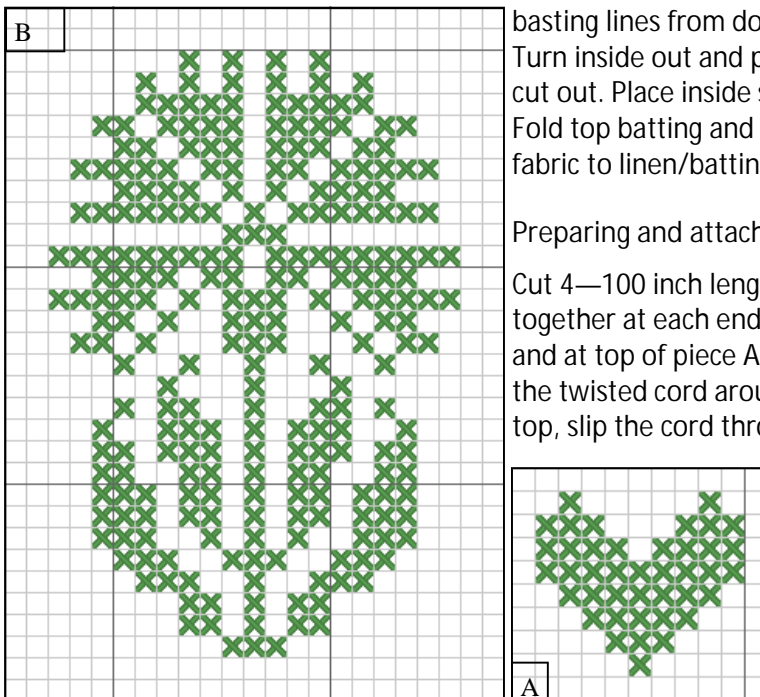 B
basting lines from do
Turn inside out and p
cut out. Place inside s
Fold top batting and
fabric to linen/battin
Preparing and attach
Cut 4—100 inch leng
together at each end
and at top of piece A
the twisted cord arou
top, slip the cord thro
A